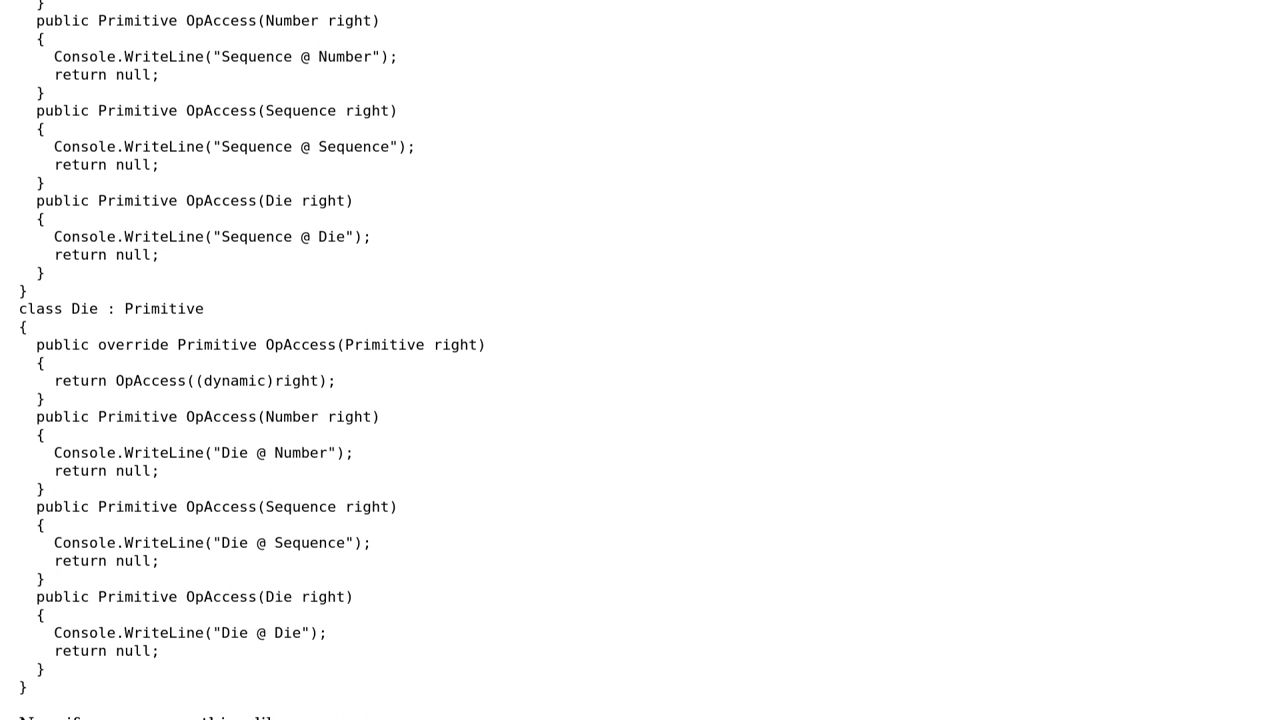 }
public Primitive OpAccess(Number right)
{
Console.WriteLine("Sequence @ Number");
return null;
}
public Primitive OpAccess(Sequence right)
{
Console.WriteLine("Sequence @ Sequence");
return null;
}
public Primitive OpAccess(Die right)
{
Console.WriteLine("Sequence @ Die");
return null;
}
}
class Die : Primitive
{
public override Primitive OpAccess(Primitive right)
{
return OpAccess((dynamic)right);
}
public Primitive OpAccess(Number right)
{
Console.WriteLine("Die @ Number");
return null;
}
public Primitive OpAccess(Sequence right)
{
Console.WriteLine("Die @ Sequence");
return null;
}
public Primitive OpAccess(Die right)
{
Console.WriteLine("Die @ Die");
return null;
}
}